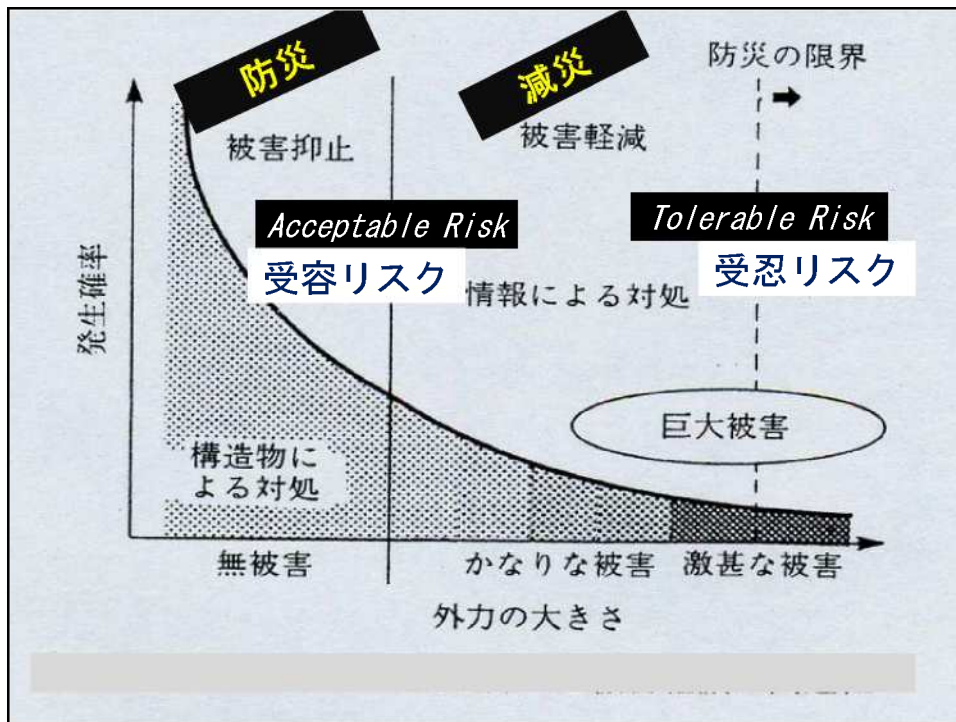 防災
減災
防災の限界
被害抑止
被害軽減
Acceptable Risk
受容リスク
Tolerable Risk
受忍リスク
情報による対処
発生確率
巨大被害
構造物に
よる対処
無被害
かなりな被害
激甚な被害
外力の大きさ